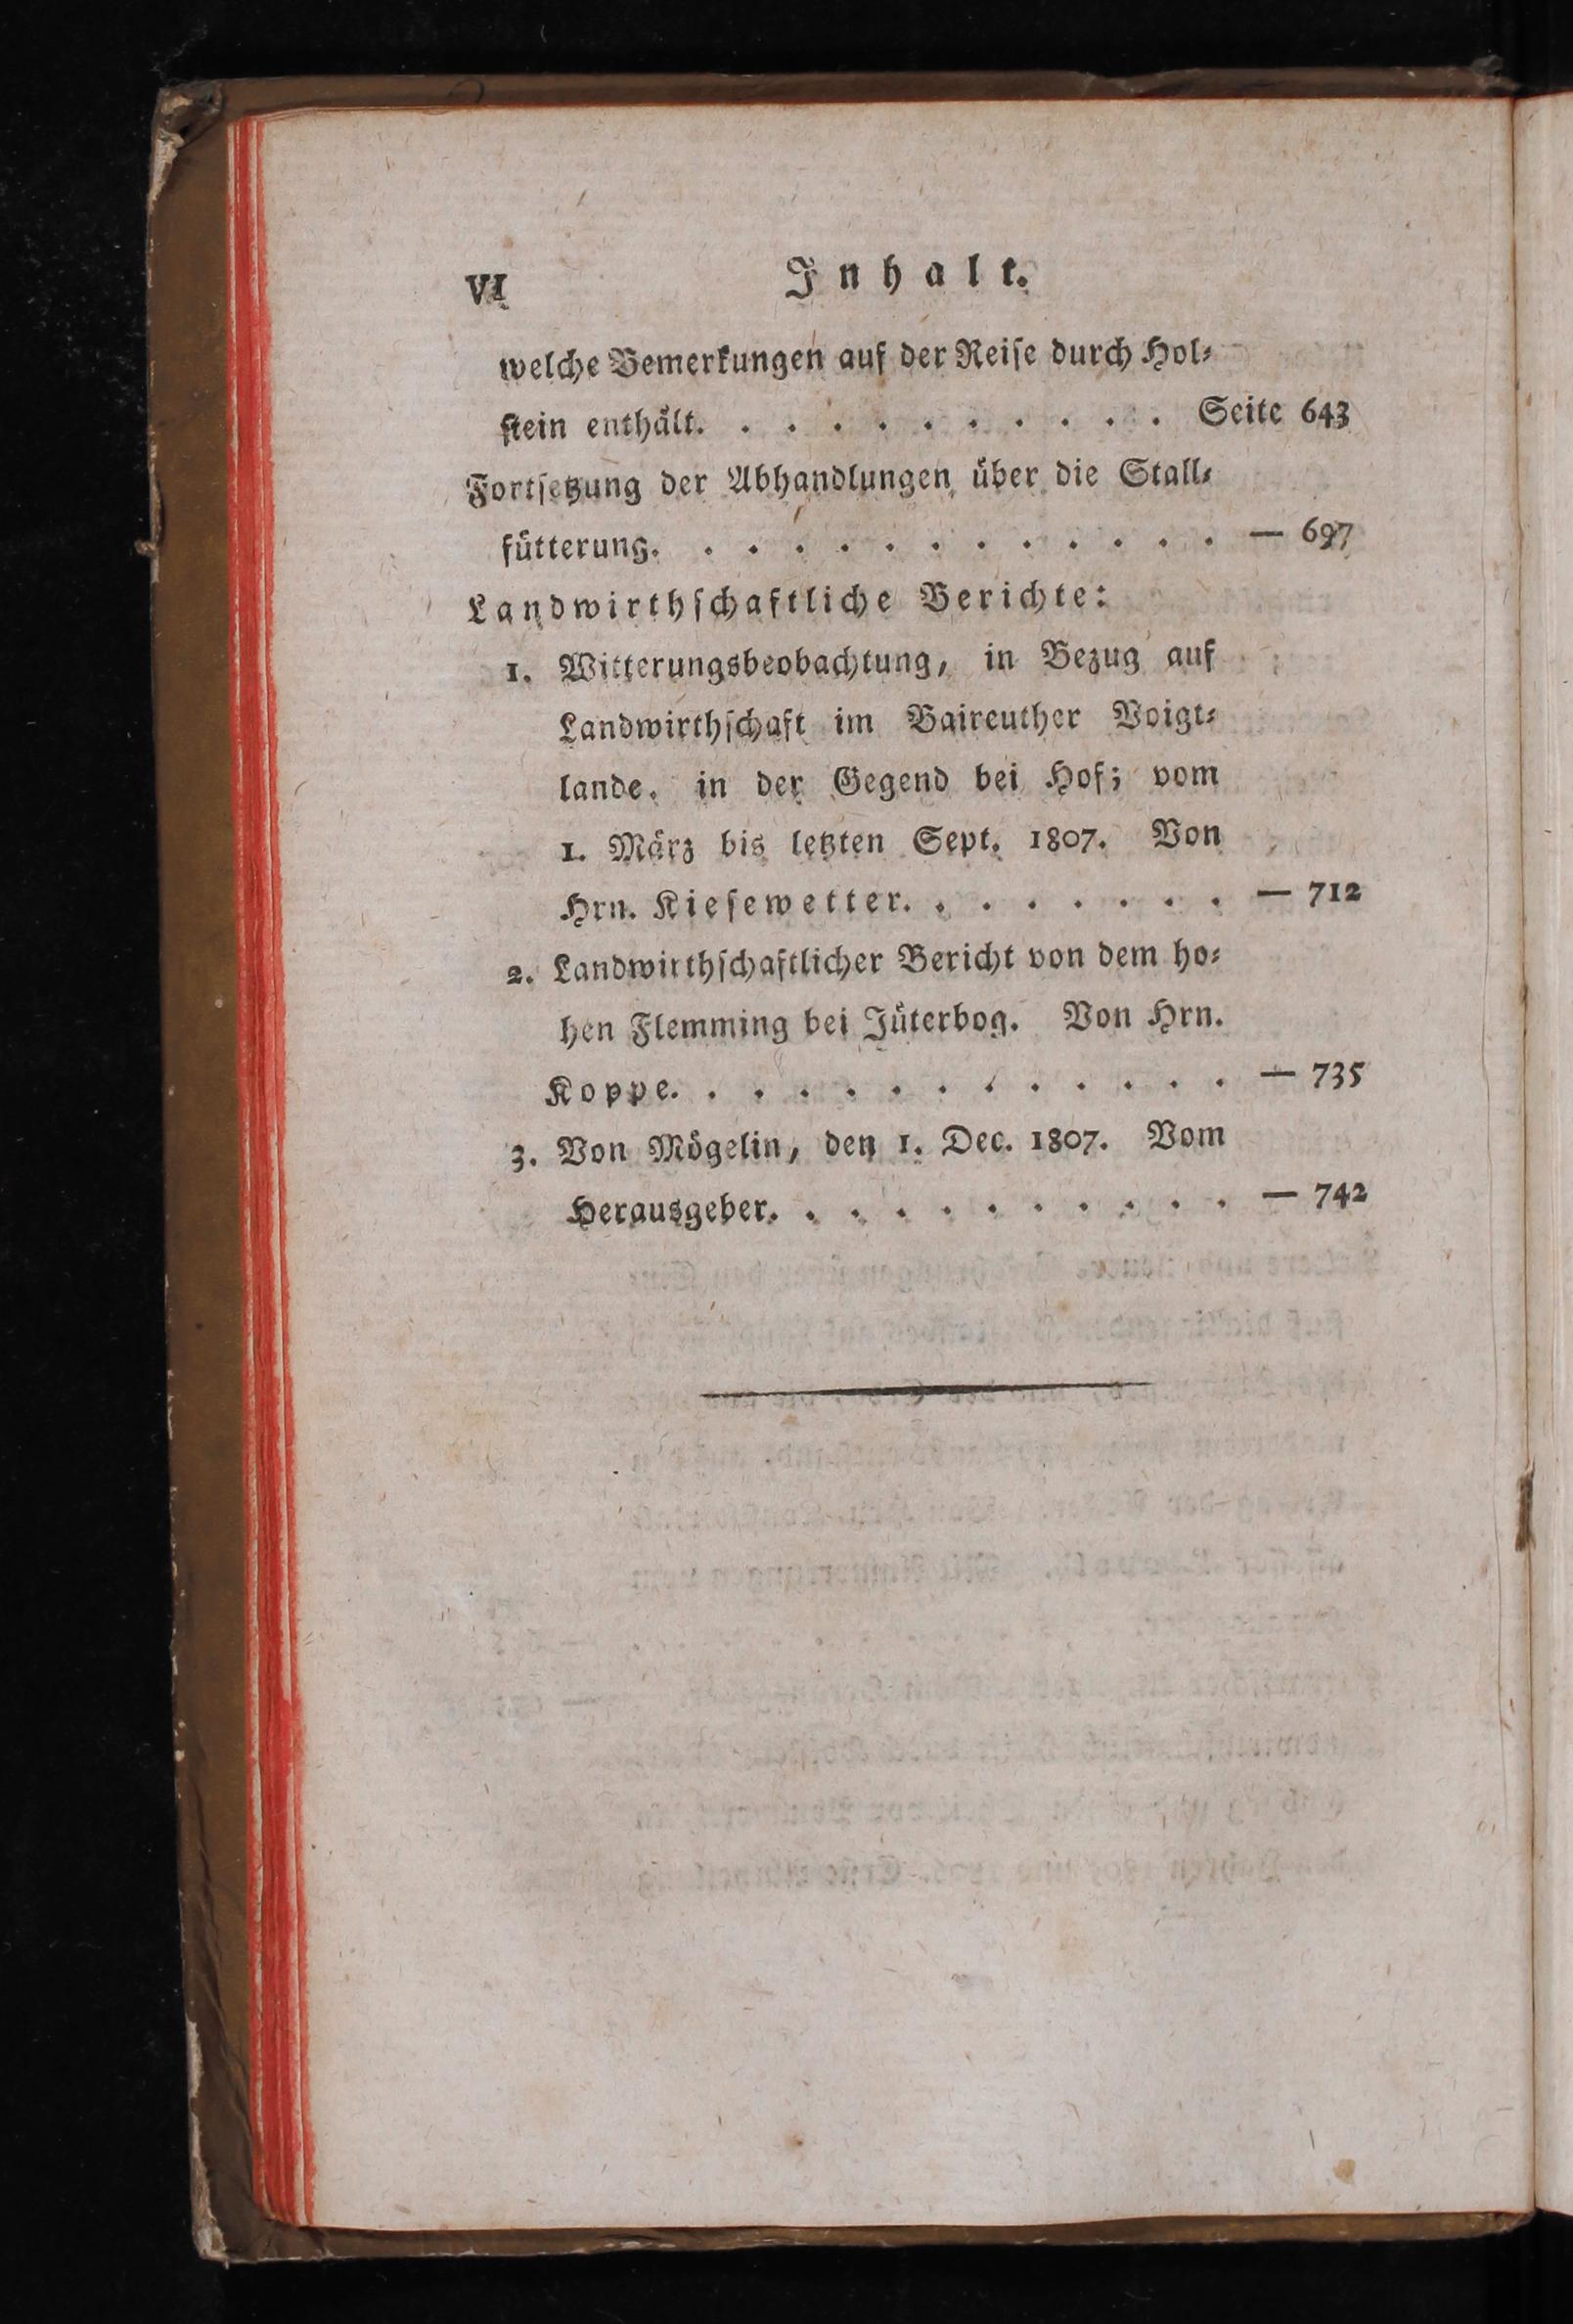 VI Inhalt.
welche Bemerkungen auf der Reise durch Hol⸗
stein enthält. . . . . . . . . . . Seite 643
Fortsetzung der Abhandlungen über die Stall⸗
fütterung. . . . . . . . . . . . . — 697
Landwirthschaftliche Berichte:
1. Witterungsbeobachtung, in Bezug auf
Landwirthschaft im Baireuther Voigt⸗
lande, in der Gegend bei Hof; vom
1. März bis letzten Sept. 1807. Von
Hrn. Kiesewetter. . . . . . . . — 712
2. Landwirthschaftlicher Bericht von dem ho⸗
hen Flemming bei Jüterbog. Von Hrn.
Koppe. . . . . . . . . . . . . — 735
3. Von Mögelin, den 1. Dec. 1807. Vom
Herausgeber. . . . . . . . . . . — 742